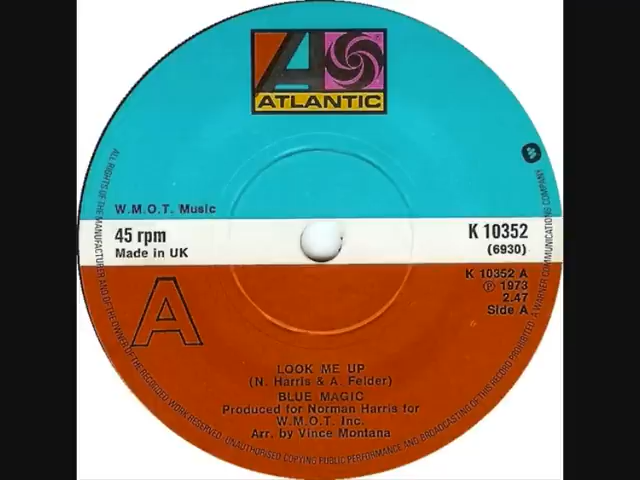 ATLANTIC
W.M.O.T. Music
45 rpm
Made in UK
K 10352
(6930)
K 10352 A
Ⓟ 1973
2.47
Side A
A
LOOK ME UP
(N. Harris & A. Felder)
BLUE MAGIC
Produced for Norman Harris for
W.M.O.T. Inc.
Arr. by Vince Montana
ALL RIGHTS OF THE MANUFACTURER AND OF THE OWNER OF THE RECORDED WORK RESERVED. UNAUTHORISED COPYING PUBLIC PERFORMANCE AND BROADCASTING OF THIS RECORD PROHIBITED. A WARNER COMMUNICATIONS COMPANY